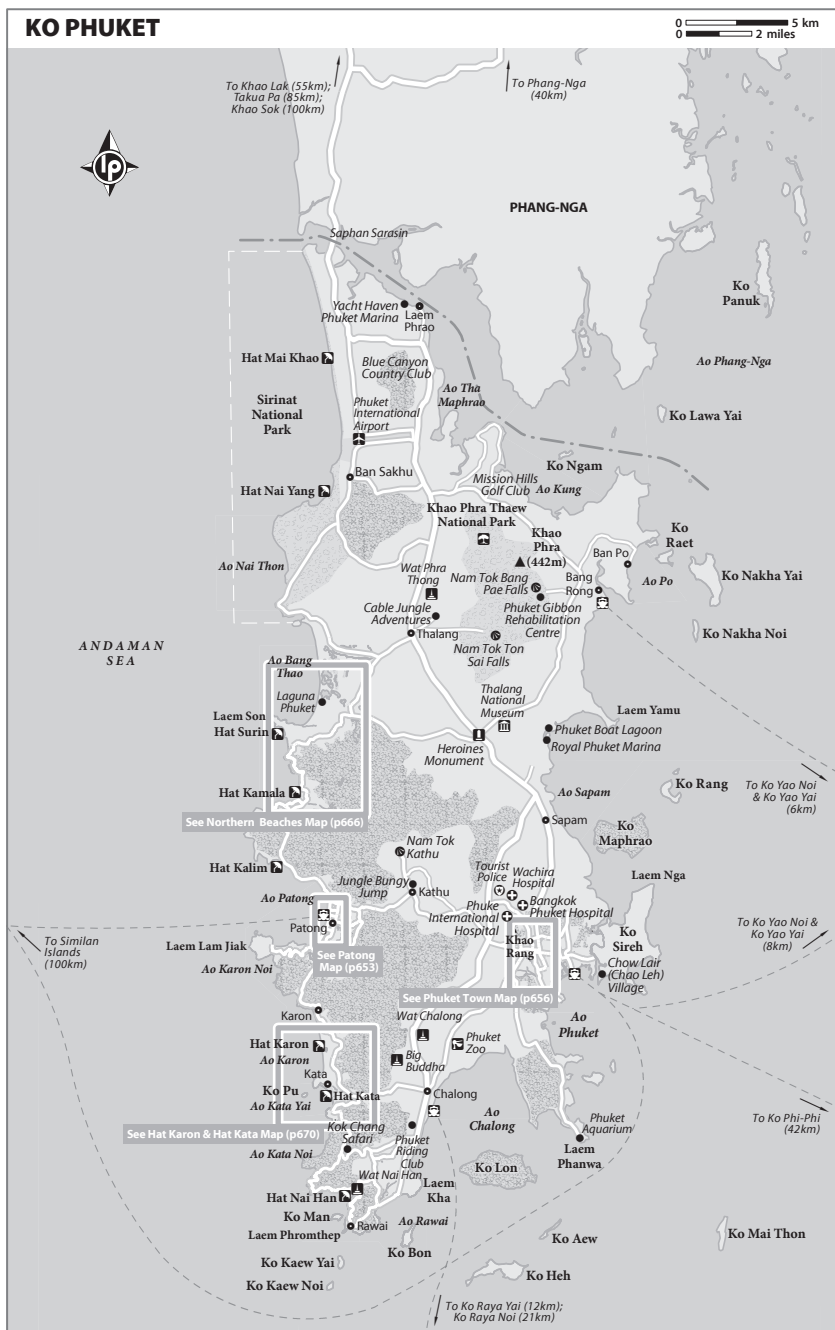 KO PHUKET
0 5 km
0 2 miles
To Khao Lak (55km);
Takua Pa (85km);
Khao Sok (100km)
To Phang-Nga
(40km)
lp
PHANG-NGA
Saphan Sarasin
Ko
Panuk
Yacht Haven
Phuket Marina
Laem
Phrao
Hat Mai Khao
Blue Canyon
Country Club
Ao Phang-Nga
Sirinat
National
Park
Phuket
International
Airport
Ao Tha
Maphrao
Ko Lawa Yai
Ko Ngam
Ban Sakhu
Mission Hills
Golf Club
Ao Kung
Hat Nai Yang
Khao Phra Thaew
National Park
Khao
Phra
(442m)
Ko
Raet
Ban Po
Ao Nai Thon
Wat Phra
Thong
Nam Tok Bang
Pae Falls
Bang
Rong
Ao Po
Ko Nakha Yai
Cable Jungle
Adventures
Phuket Gibbon
Rehabilitation
Centre
Thalang
Ko Nakha Noi
Nam Tok Ton
Sai Falls
ANDAMAN
SEA
Ao Bang
Thao
Laguna
Phuket
Thalang
National
Museum
Laem Yamu
Laem Son
Hat Surin
Phuket Boat Lagoon
Royal Phuket Marina
Heroines
Monument
Ko Rang
To Ko Yao Noi
& Ko Yao Yai
(6km)
Hat Kamala
Ao Sapam
See Northern Beaches Map (p666)
Sapam
Ko
Maphrao
Nam Tok
Kathu
Hat Kalim
Tourist
Police
Wachira
Hospital
Laem Nga
Jungle Bungy
Jump
Kathu
Ao Patong
Bangkok
Phuket Hospital
Phuke
International
Hospital
Patong
Ko
Sireh
To Ko Yao Noi &
Ko Yao Yai
(8km)
To Similan
Islands
(100km)
Laem Lam Jiak
See Patong
Map (p653)
Khao
Rang
Ao Karon Noi
Chow Lair
(Chao Leh)
Village
See Phuket Town Map (p656)
Karon
Wat Chalong
Ao
Phuket
Hat Karon
Ao Karon
Big
Buddha
Phuket
Zoo
Kata
Ko Pu
Ao Kata Yai
Hat Kata
Chalong
Ao
Chalong
To Ko Phi-Phi
(42km)
See Hat Karon & Hat Kata Map (p670)
Kok Chang
Safari
Phuket
Aquarium
Ao Kata Noi
Phuket
Riding
Club
Laem
Phanwa
Wat Nai Han
Ko Lon
Hat Nai Han
Laem
Kha
Ko Man
Rawai
Ao Rawai
Laem Phromthep
Ko Bon
Ko Aew
Ko Mai Thon
Ko Kaew Yai
Ko Heh
Ko Kaew Noi
To Ko Raya Yai (12km);
Ko Raya Noi (21km)